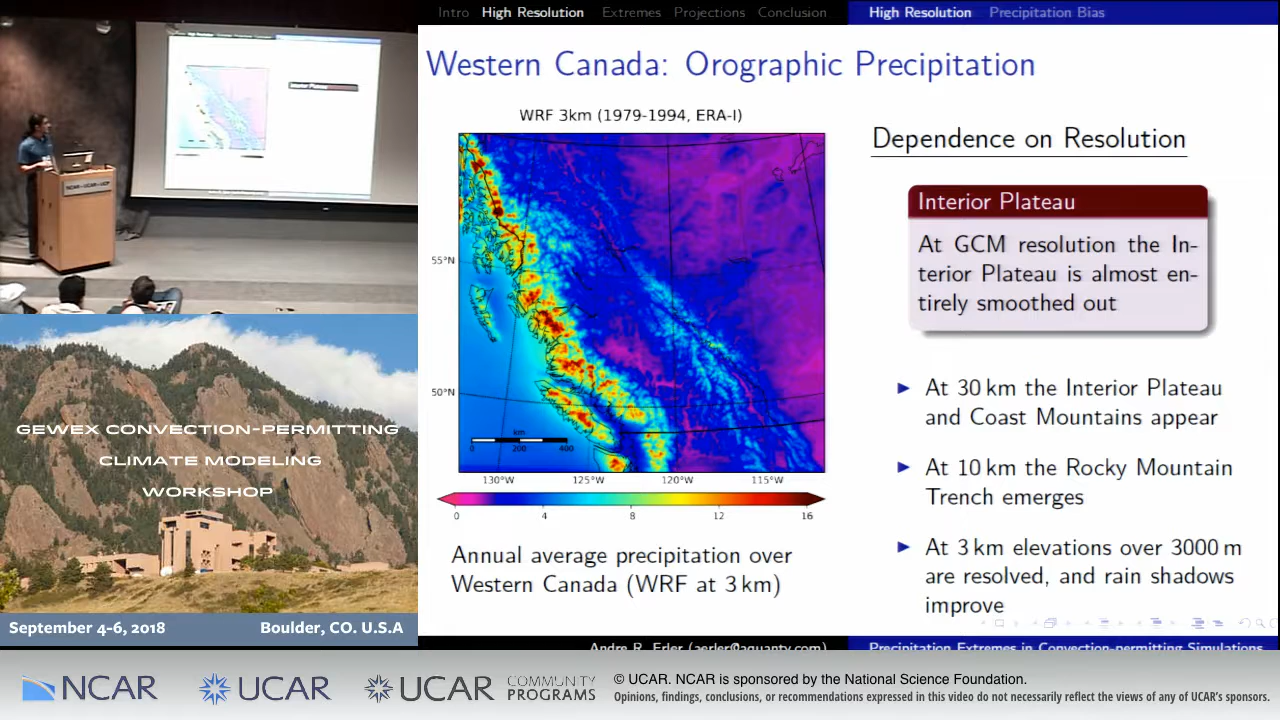 Intro High Resolution Extremes Projections Conclusion
High Resolution Precipitation Bias
Western Canada: Orographic Precipitation
WRF 3km (1979-1994, ERA-I)
55°N
50°N
km
0 200 400
130°W 125°W 120°W 115°W
0 4 8 12 16
Annual average precipitation over
Western Canada (WRF at 3 km)
Dependence on Resolution
Interior Plateau
At GCM resolution the In-
terior Plateau is almost en-
tirely smoothed out
► At 30 km the Interior Plateau
and Coast Mountains appear
► At 10 km the Rocky Mountain
Trench emerges
► At 3 km elevations over 3000 m
are resolved, and rain shadows
improve
Andre R. Erler (aerler@aquanty.com)
Precipitation Extremes in Convection-permitting Simulations
NCAR UCAR UCP
GEWEX CONVECTION-PERMITTING
CLIMATE MODELING
WORKSHOP
September 4-6, 2018 Boulder, CO. U.S.A
NCAR
UCAR
UCAR COMMUNITY
PROGRAMS
© UCAR. NCAR is sponsored by the National Science Foundation.
Opinions, findings, conclusions, or recommendations expressed in this video do not necessarily reflect the views of any of UCAR's sponsors.